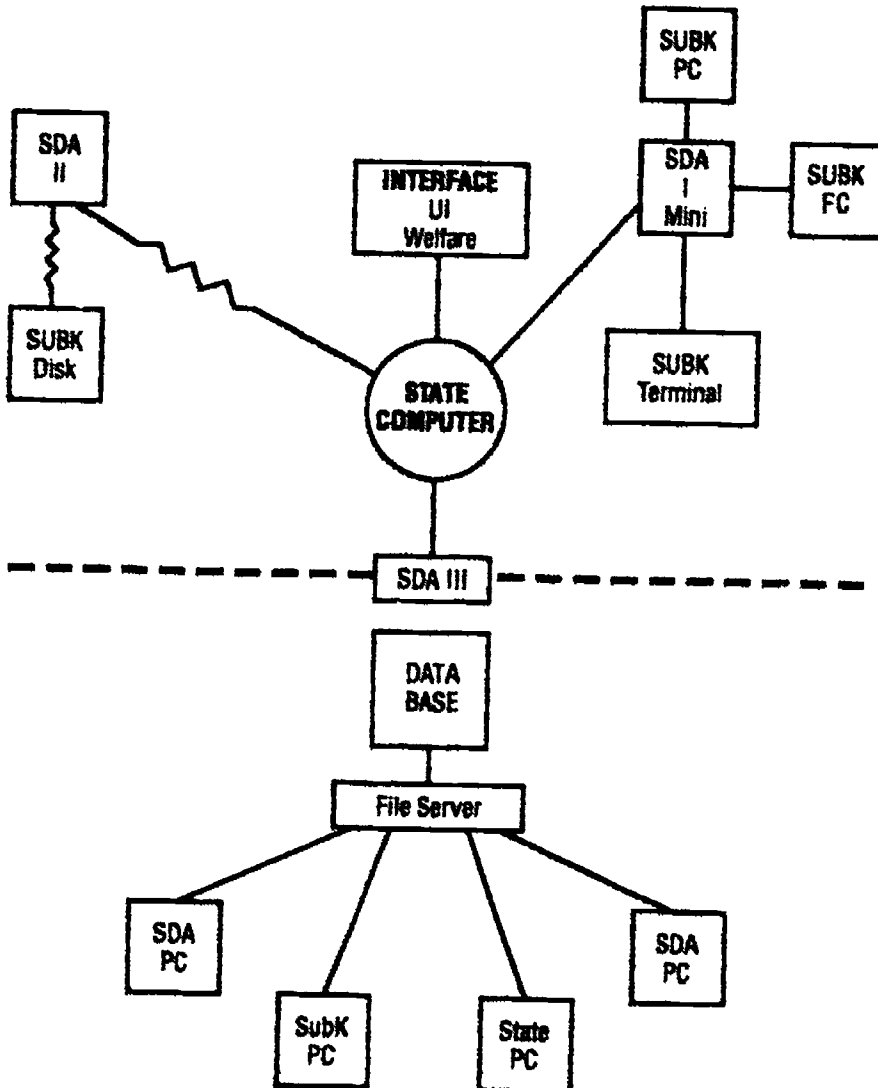 SUBK
PC
SDA
II
INTERFACE
UI
Welfare
SDA
I
Mini
SUBK
FC
SUBK
Disk
STATE
COMPUTER
SUBK
Terminal
SDA III
DATA
BASE
File Server
SDA
PC
SubK
PC
State
PC
SDA
PC